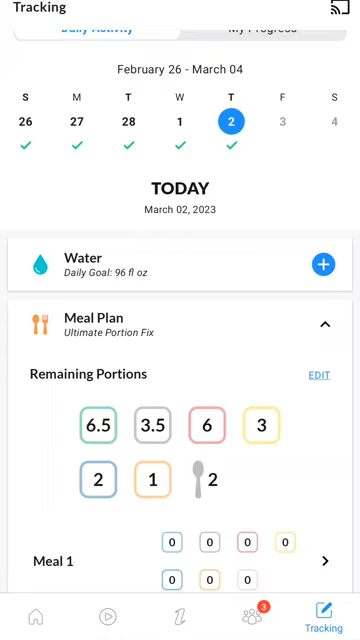 Tracking
Daily Activity My Progress
February 26 - March 04
S M T W T F S
26 27 28 1 2 3 4
TODAY
March 02, 2023
Water
Daily Goal: 96 fl oz
Meal Plan
Ultimate Portion Fix
Remaining Portions EDIT
6.5 3.5 6 3
2 1 2
0 0 0 0
Meal 1
0 0 0
3
Tracking